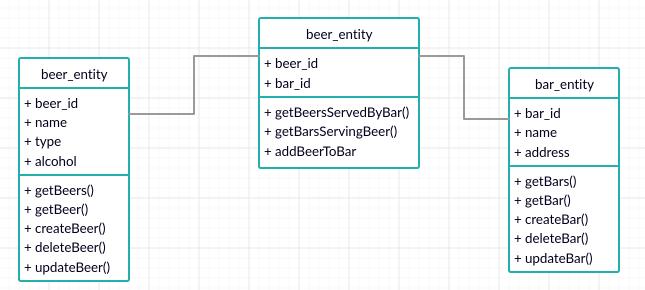 beer_entity
+ beer_id
+ name
+ type
+ alcohol
+ getBeers()
+ getBeer()
+ createBeer()
+ deleteBeer()
+ updateBeer()
beer_entity
+ beer_id
+ bar_id
+ getBeersServedByBar()
+ getBarsServingBeer()
+ addBeerToBar
bar_entity
+ bar_id
+ name
+ address
+ getBars()
+ getBar()
+ createBar()
+ deleteBar()
+ updateBar()